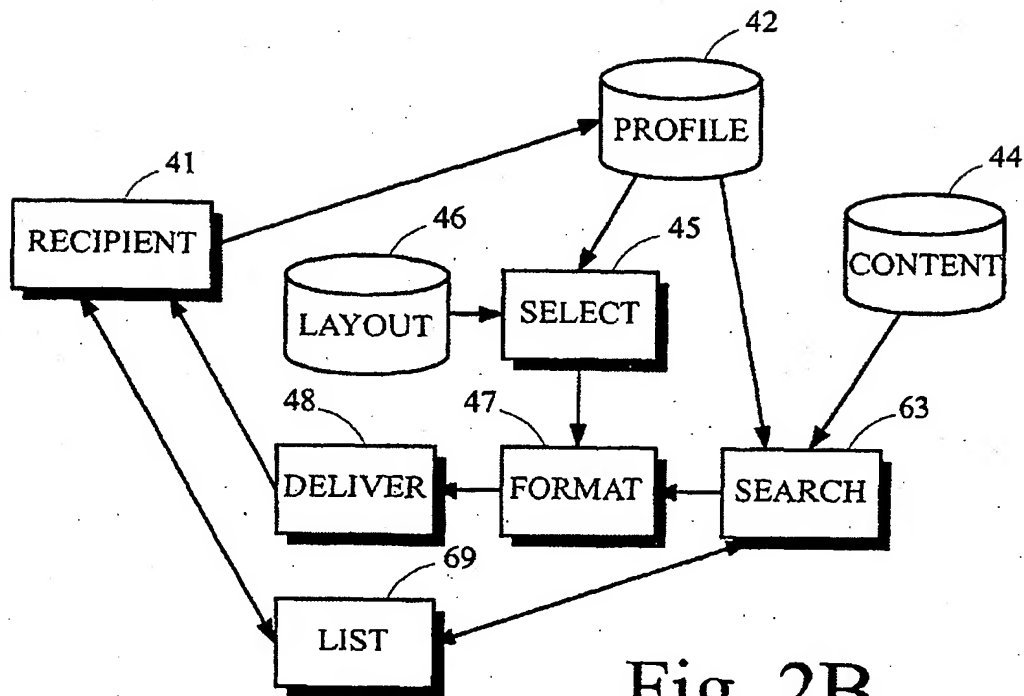 42
PROFILE
41
RECIPIENT
44
CONTENT
46
LAYOUT
45
SELECT
48
DELIVER
47
FORMAT
63
SEARCH
69
LIST
Fig. 2B